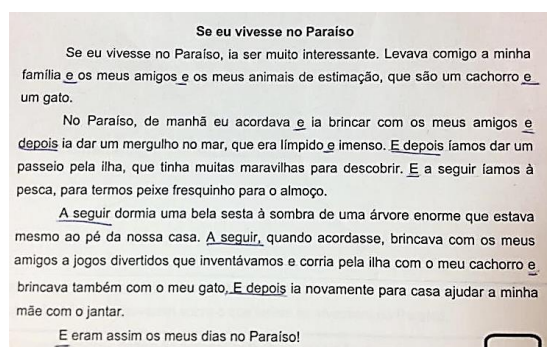 Se eu vivesse no Paraíso
Se eu vivesse no Paraíso, ia ser muito interessante. Levava comigo a minha
família e os meus amigos e os meus animais de estimação, que são um cachorro e
um gato.
No Paraíso, de manhã eu acordava e ia brincar com os meus amigos e
depois ia dar um mergulho no mar, que era límpido e imenso. E depois íamos dar um
passeio pela ilha, que tinha muitas maravilhas para descobrir. E a seguir íamos à
pesca, para termos peixe fresquinho para o almoço.
A seguir dormia uma bela sesta à sombra de uma árvore enorme que estava
mesmo ao pé da nossa casa. A seguir, quando acordasse, brincava com os meus
amigos a jogos divertidos que inventávamos e corria pela ilha com o meu cachorro e
brincava também com o meu gato, E depois ia novamente para casa ajudar a minha
mãe com o jantar.
E eram assim os meus dias no Paraíso!